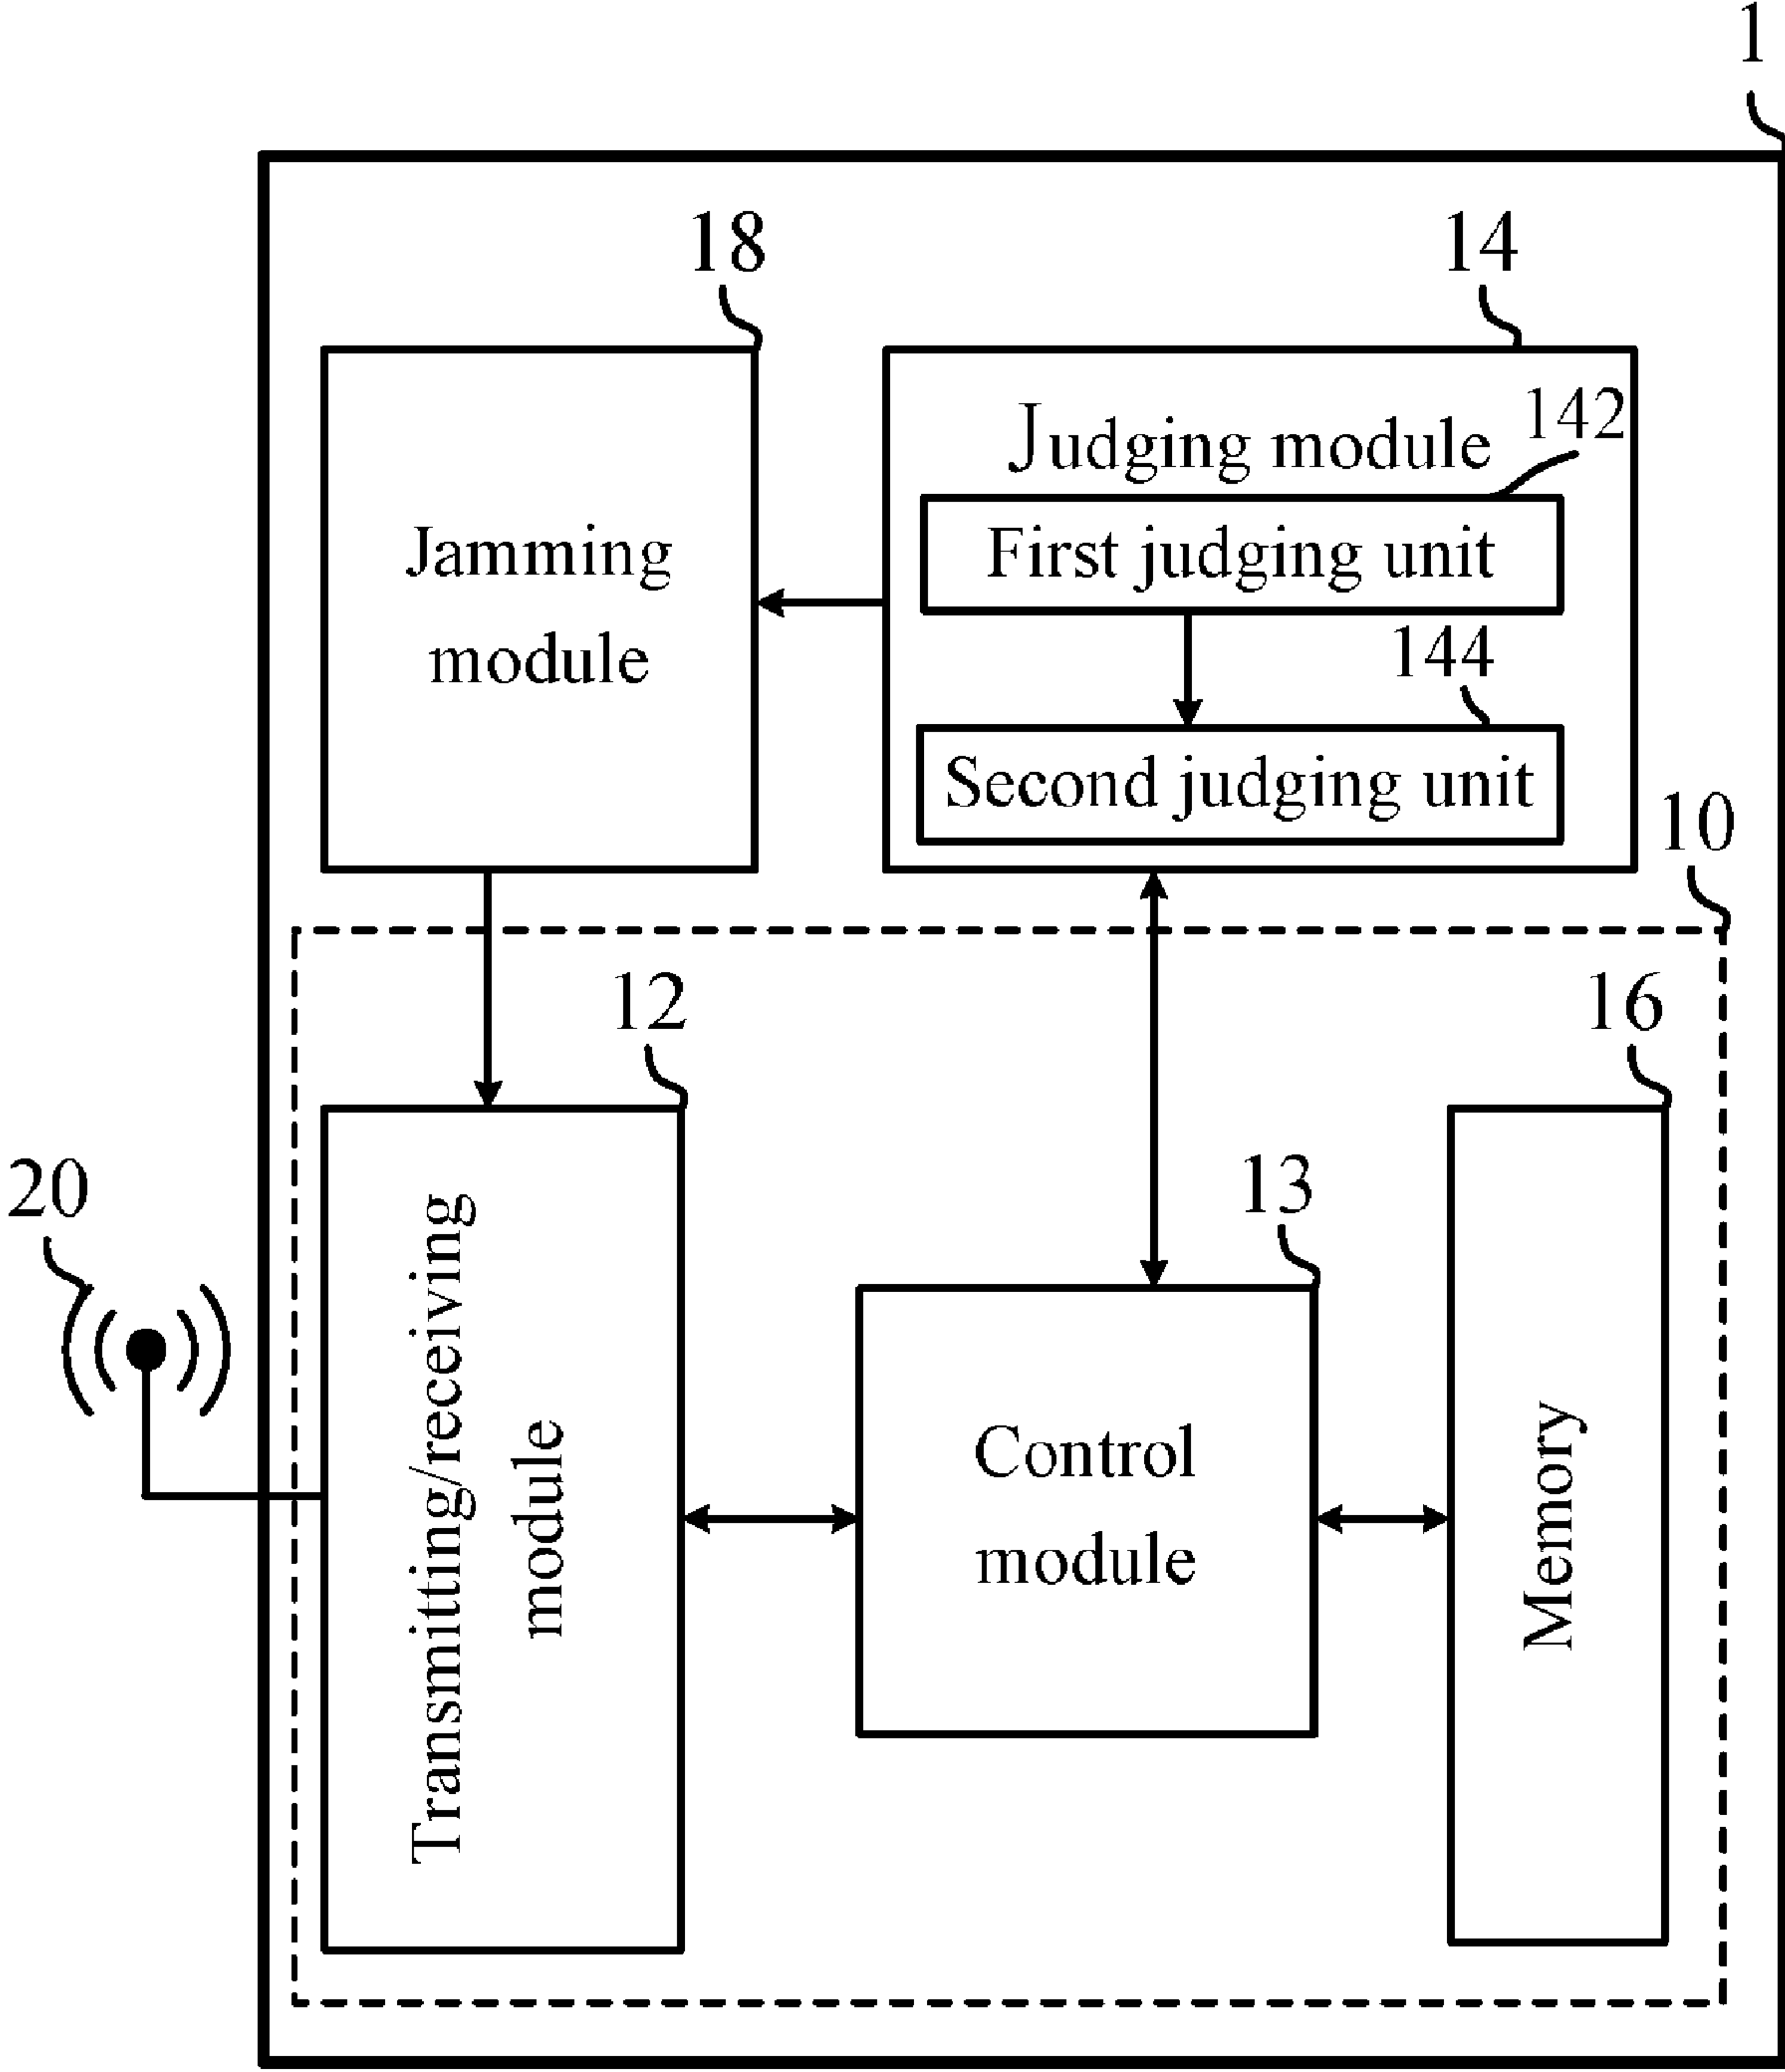 1
18
14
Judging module
142
Jamming
module
First judging unit
144
Second judging unit
10
12
16
20
13
Transmitting/receiving
module
Control
module
Memory